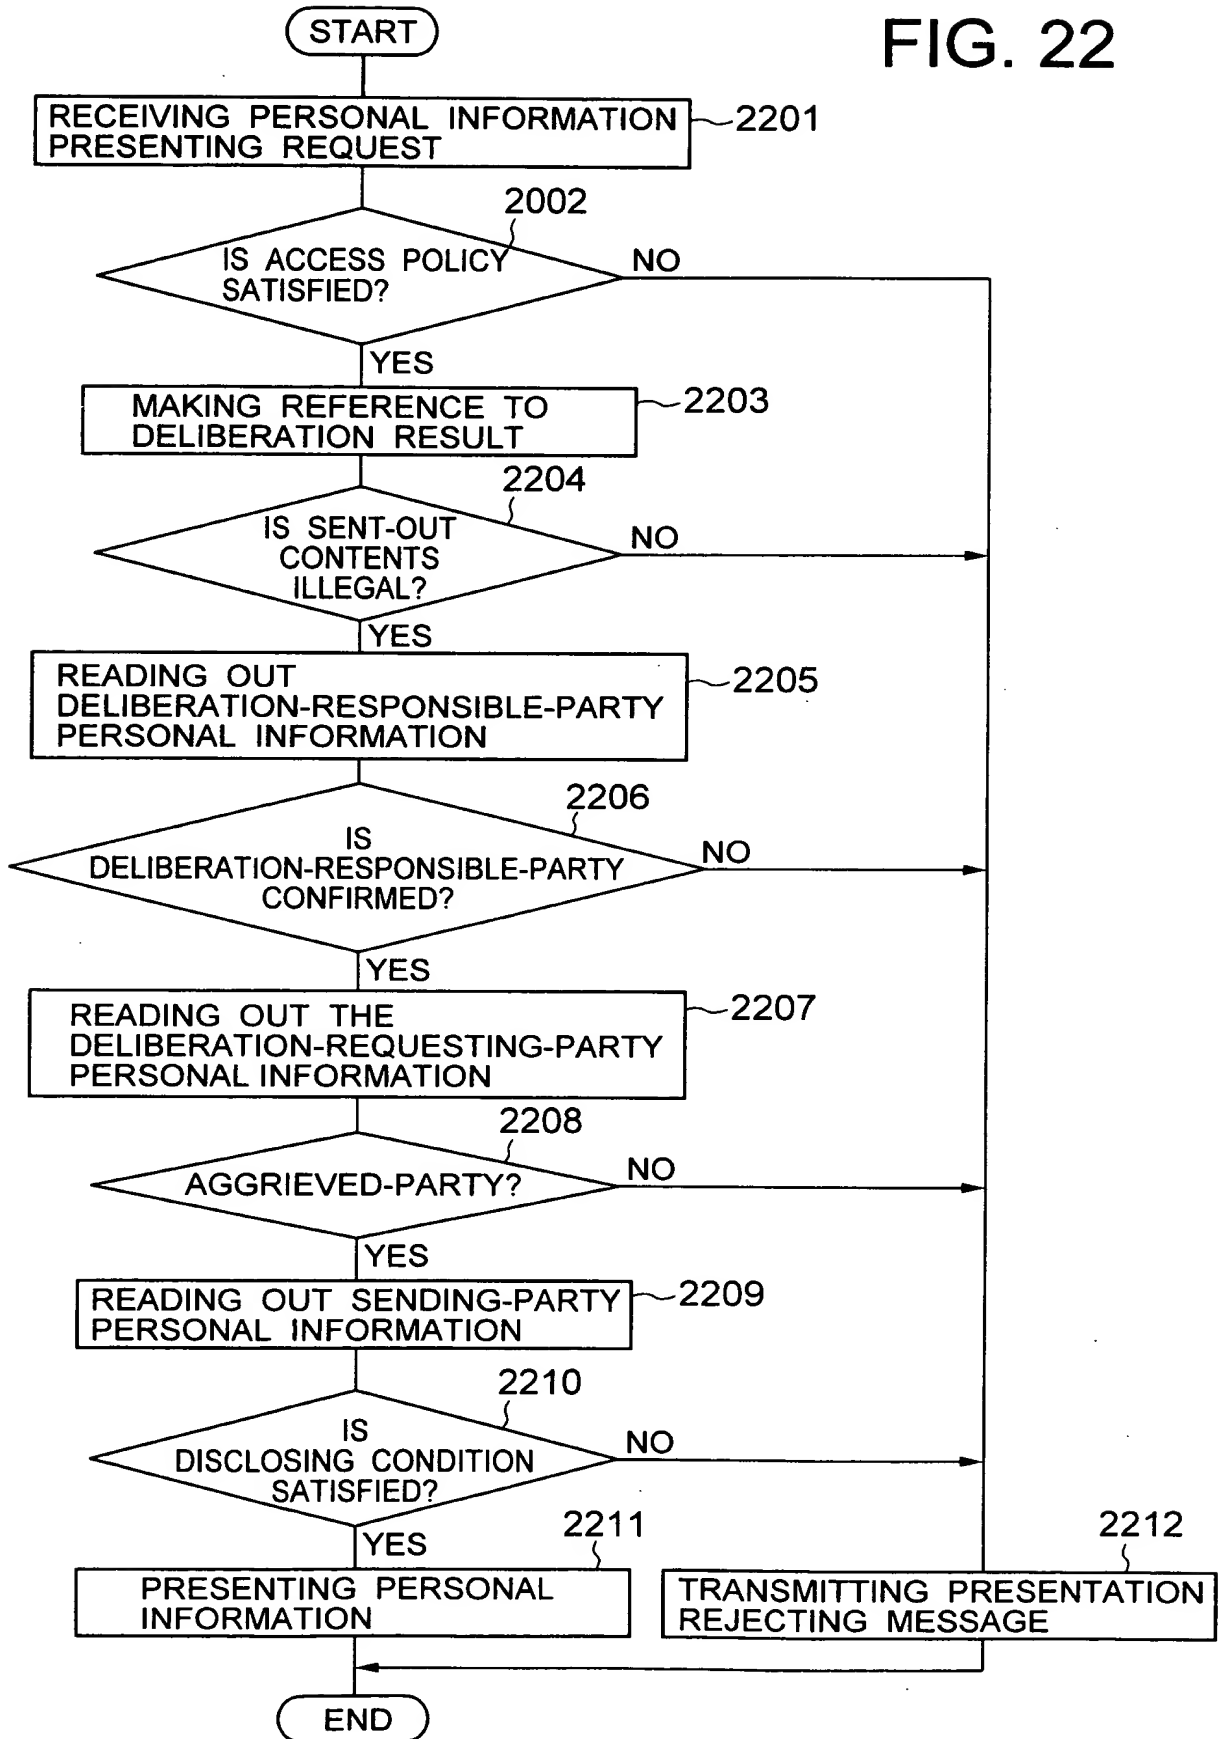 FIG. 22
START
RECEIVING PERSONAL INFORMATION
PRESENTING REQUEST
2201
2002
IS ACCESS POLICY
SATISFIED?
NO
YES
MAKING REFERENCE TO
DELIBERATION RESULT
2203
2204
IS SENT-OUT
CONTENTS
ILLEGAL?
NO
YES
READING OUT
DELIBERATION-RESPONSIBLE-PARTY
PERSONAL INFORMATION
2205
2206
IS
DELIBERATION-RESPONSIBLE-PARTY
CONFIRMED?
NO
YES
READING OUT THE
DELIBERATION-REQUESTING-PARTY
PERSONAL INFORMATION
2207
2208
AGGRIEVED-PARTY?
NO
YES
READING OUT SENDING-PARTY
PERSONAL INFORMATION
2209
2210
IS
DISCLOSING CONDITION
SATISFIED?
NO
YES
2211
PRESENTING PERSONAL
INFORMATION
2212
TRANSMITTING PRESENTATION
REJECTING MESSAGE
END